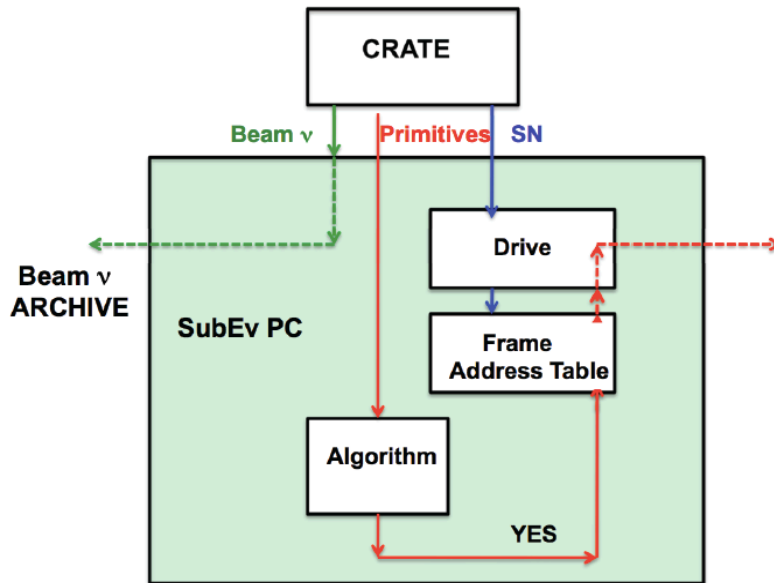 CRATE
Beam ν
Primitives
SN
Drive
Beam ν
ARCHIVE
SubEv PC
Frame
Address Table
Algorithm
YES